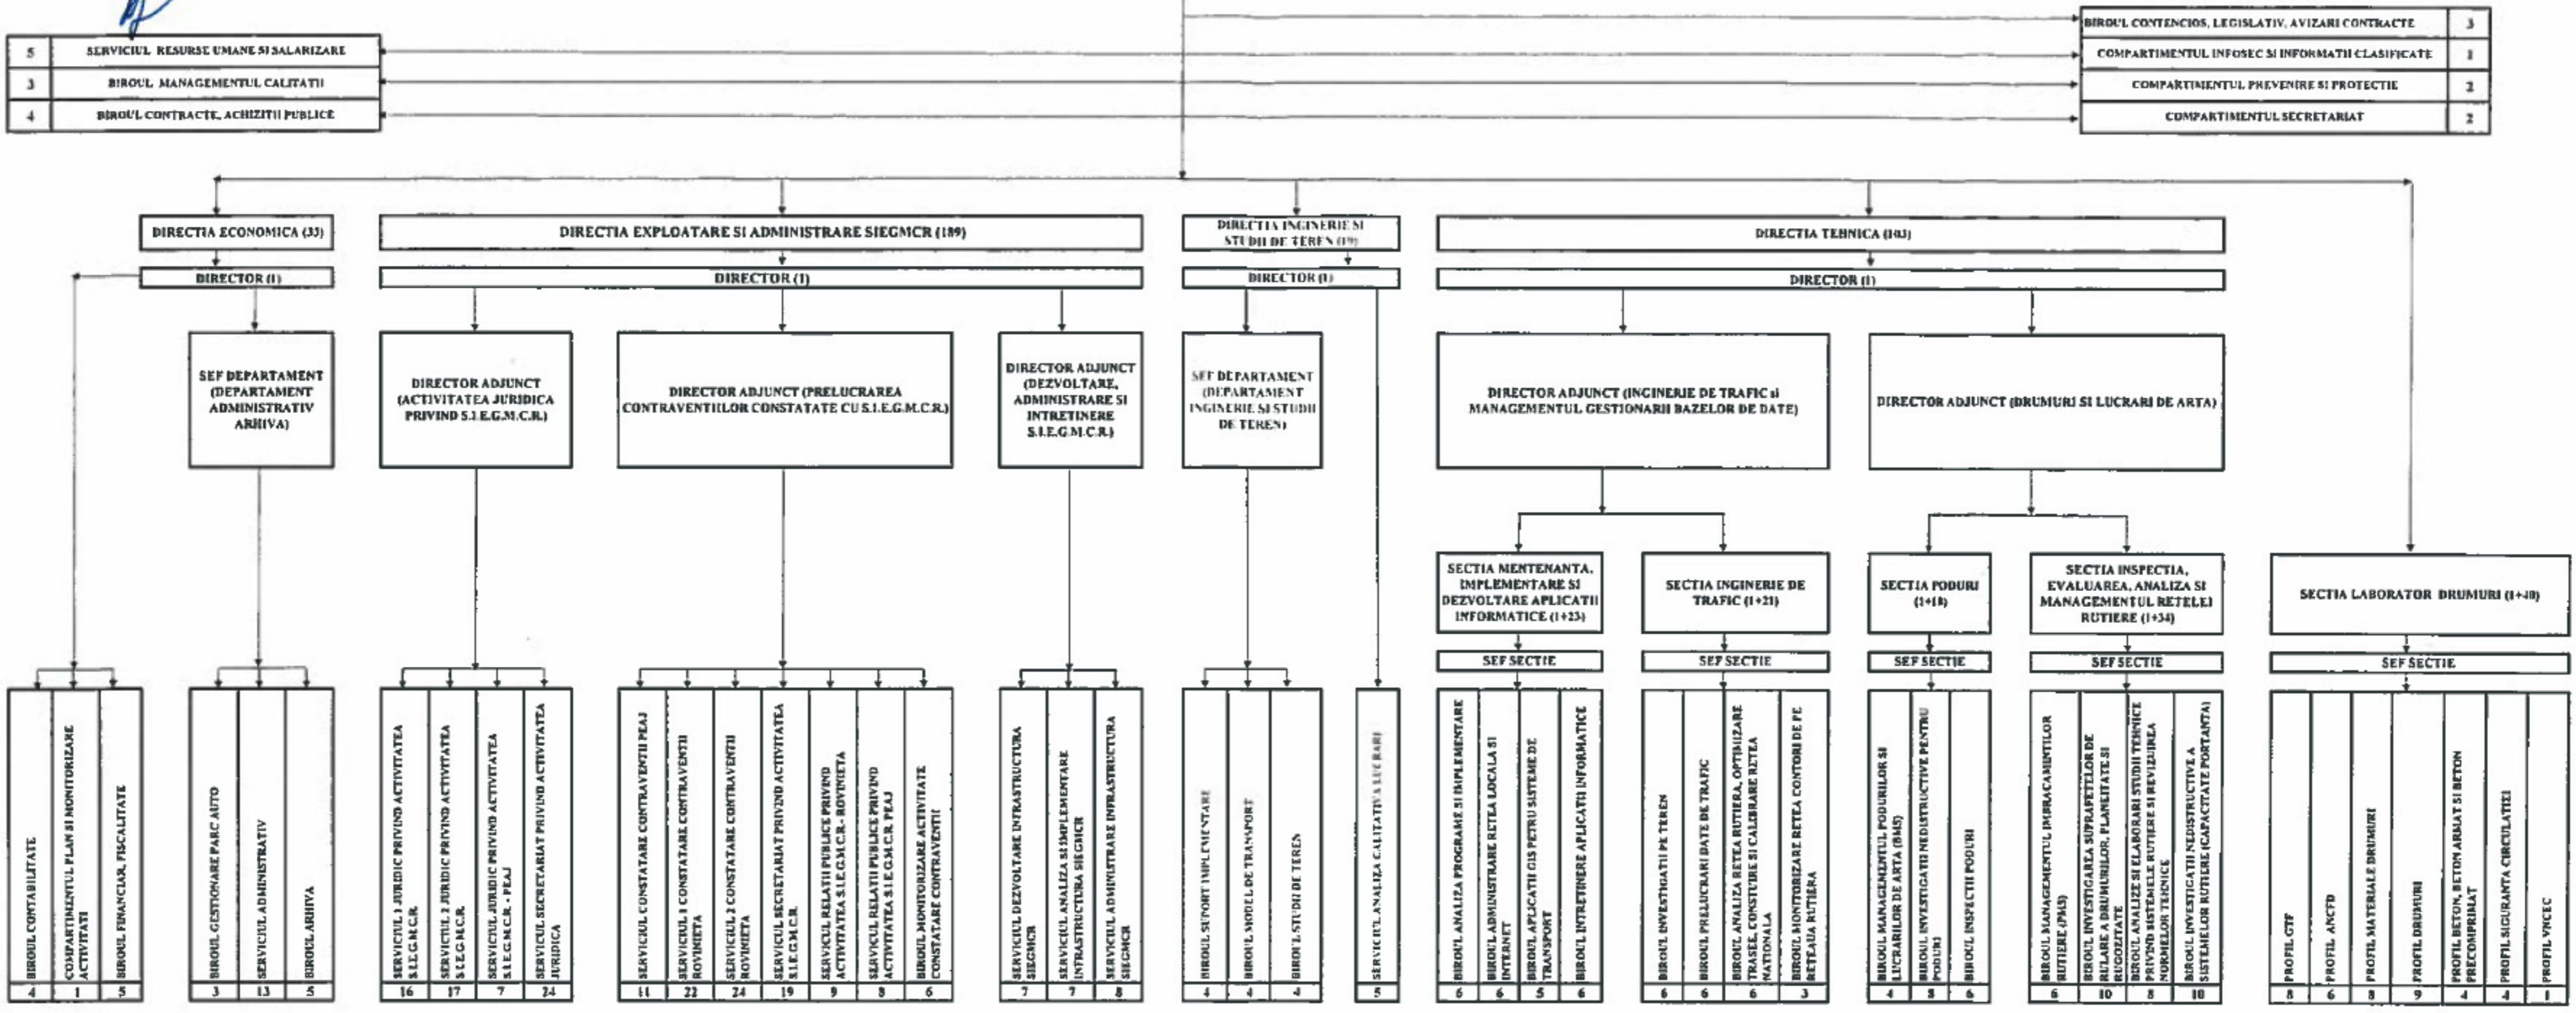 5 SERVICIUL RESURSE UMANE SI SALARIZARE
3 BIROUL MANAGEMENTUL CALITATII
4 BIROUL CONTRACTE, ACHIZITII PUBLICE
BIROUL CONTENCIOS, LEGISLATIV, AVIZARI CONTRACTE 3
COMPARTIMENTUL INFOSEC SI INFORMATII CLASIFICATE 1
COMPARTIMENTUL PREVENIRE SI PROTECTIE 2
COMPARTIMENTUL SECRETARIAT 2
DIRECTIA ECONOMICA (33)
DIRECTIA EXPLOATARE SI ADMINISTRARE SIEGMCR (189)
DIRECTIA INGINERIE SI
STUDII DE TEREN (19)
DIRECTIA TEHNICA (103)
DIRECTOR (1)
DIRECTOR (1)
DIRECTOR (1)
DIRECTOR (1)
SEF DEPARTAMENT
(DEPARTAMENT
ADMINISTRATIV
ARHIVA)
DIRECTOR ADJUNCT
(ACTIVITATEA JURIDICA
PRIVIND S.I.E.G.M.C.R.)
DIRECTOR ADJUNCT (PRELUCRAREA
CONTRAVENTIILOR CONSTATATE CU S.I.E.G.M.C.R.)
DIRECTOR ADJUNCT
(DEZVOLTARE,
ADMINISTRARE SI
INTRETINERE
S.I.E.G.M.C.R.)
SEF DEPARTAMENT
(DEPARTAMENT
INGINERIE SI STUDII
DE TEREN)
DIRECTOR ADJUNCT (INGINERIE DE TRAFIC si
MANAGEMENTUL GESTIONARII BAZELOR DE DATE)
DIRECTOR ADJUNCT (DRUMURI SI LUCRARI DE ARTA)
SECTIA MENTENANTA,
IMPLEMENTARE SI
DEZVOLTARE APLICATII
INFORMATICE (1+23)
SECTIA INGINERIE DE
TRAFIC (1+21)
SECTIA PODURI
(1+18)
SECTIA INSPECTIA,
EVALUAREA, ANALIZA SI
MANAGEMENTUL RETELEI
RUTIERE (1+34)
SECTIA LABORATOR DRUMURI (1+40)
SEF SECTIE
SEF SECTIE
SEF SECTIE
SEF SECTIE
SEF SECTIE
BIROUL CONTABILITATE
4
COMPARTIMENTUL PLAN SI MONITORIZARE
ACTIVITATI
1
BIROUL FINANCIAR, FISCALITATE
5
BIROUL GESTIONARE PARC AUTO
3
SERVICIUL ADMINISTRATIV
13
BIROUL ARHIVA
5
SERVICIUL 1 JURIDIC PRIVIND ACTIVITATEA
S.I.E.G.M.C.R.
16
SERVICIUL 2 JURIDIC PRIVIND ACTIVITATEA
S.I.E.G.M.C.R.
17
SERVICIUL JURIDIC PRIVIND ACTIVITATEA
S.I.E.G.M.C.R. - PEAJ
7
SERVICUL SECRETARIAT PRIVIND ACTIVITATEA
JURIDICA
24
SERVICIUL CONSTATARE CONTRAVENTII PEAJ
11
SERVICIUL 1 CONSTATARE CONTRAVENTII
ROVINIETA
22
SERVICIUL 2 CONSTATARE CONTRAVENTII
ROVINIETA
24
SERVICUL SECRETARIAT PRIVIND ACTIVITATEA
S.I.E.G.M.C.R.
19
SERVICUL RELATII PUBLICE PRIVIND
ACTIVITATEA S.I.E.G.M.C.R.- ROVINIETA
9
SERVICUL RELATII PUBLICE PRIVIND
ACTIVITATEA S.I.E.G.M.C.R. PEAJ
8
BIROUL MONITORIZARE ACTIVITATE
CONSTATARE CONTRAVENTII
6
SERVICIUL DEZVOLTARE INFRASTRUCTURA
SIEGMCR
7
SERVICIUL ANALIZA SI IMPLEMENTARE
INFRASTRUCTURA SIEGMCR
7
SERVICIUL ADMINISTRARE INFRASTRUCTURA
SIEGMCR
8
BIROUL SUPORT IMPLEMENTARE
4
BIROUL MODEL DE TRANSPORT
4
BIROUL STUDII DE TEREN
4
SERVICIUL ANALIZA CALITATIVA LUCRARI
5
BIROUL ANALIZA PROGRAME SI IMPLEMENTARE
6
BIROUL ADMINISTRARE RETEA LOCALA SI
INTERNET
6
BIROUL APLICATII GIS PETRU SISTEME DE
TRANSPORT
5
BIROUL INTRETINERE APLICATII INFORMATICE
6
BIROUL INVESTIGATII PE TEREN
6
BIROUL PRELUCRARI DATE DE TRAFIC
6
BIROUL ANALIZA RETEA RUTIERA, OPTIMIZARE
TRASEE, CONSTUIRE SI CALIBRARE RETEA
NATIONALA
6
BIROUL MONITORIZARE RETEA CONTORI DE PE
RETEAUA RUTIERA
3
BIROUL MANAGEMENTUL PODURILOR SI
LUCRARILOR DE ARTA (BMS)
4
BIROUL INVESTIGATII NEDISTRUCTIVE PENTRU
PODURI
8
BIROUL INSPECTII PODURI
6
BIROUL MANAGEMENTUL IMBRACAMINTILOR
RUTIERE (PMS)
6
BIROUL INVESTIGAREA SUPRAFETELOR DE
RULARE A DRUMURILOR, PLANEITATE SI
RUGOZITATE
10
BIROUL ANALIZE SI ELABORARI STUDII TEHNICE
PRIVIND SISTEMELE RUTIERE SI REVIZUIREA
NORMELOR TEHNICE
8
BIROUL INVESTIGATII NEDISTRUCTIVE A
SISTEMELOR RUTIERE (CAPACITATE PORTANTA)
10
PROFIL GTF
8
PROFIL ANCFD
6
PROFIL MATERIALE DRUMURI
8
PROFIL DRUMURI
9
PROFIL BETON, BETON ARMAT SI BETON
PRECOMPRIMAT
4
PROFIL SIGURANTA CIRCULATIEI
4
PROFIL VNCEC
1